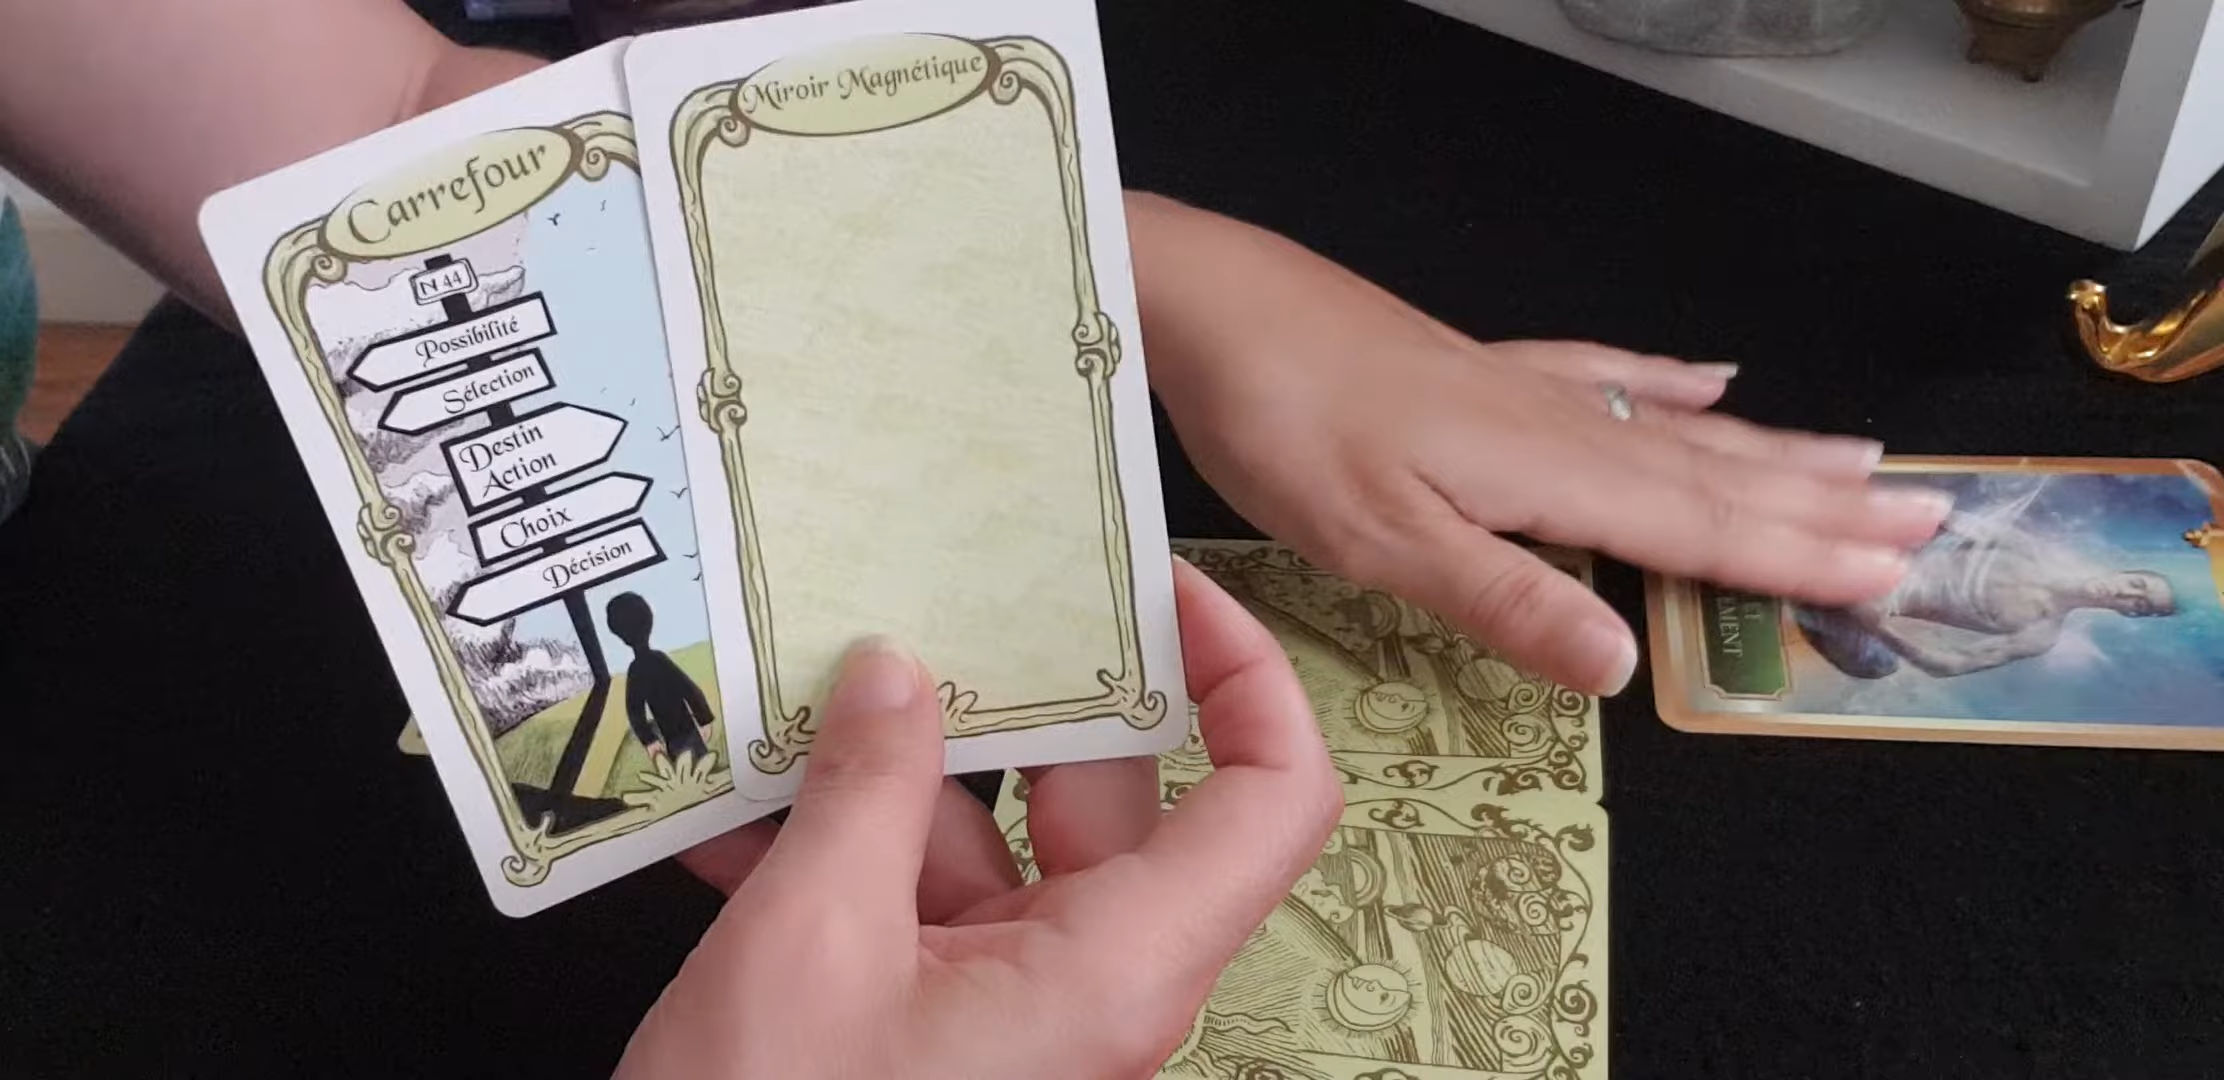 Carrefour
N 44
Possibilité
Sélection
Destin
Action
Choix
Décision
Miroir Magnétique